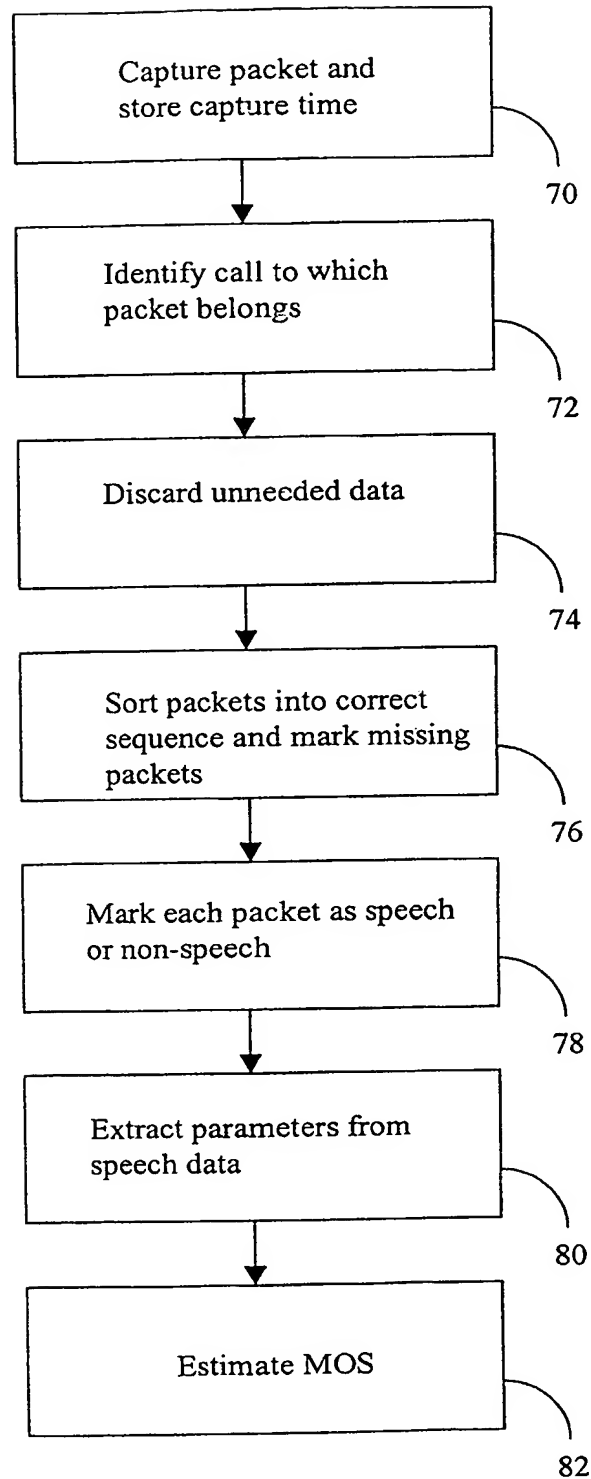 Capture packet and
store capture time
70
Identify call to which
packet belongs
72
Discard unneeded data
74
Sort packets into correct
sequence and mark missing
packets
76
Mark each packet as speech
or non-speech
78
Extract parameters from
speech data
80
Estimate MOS
82